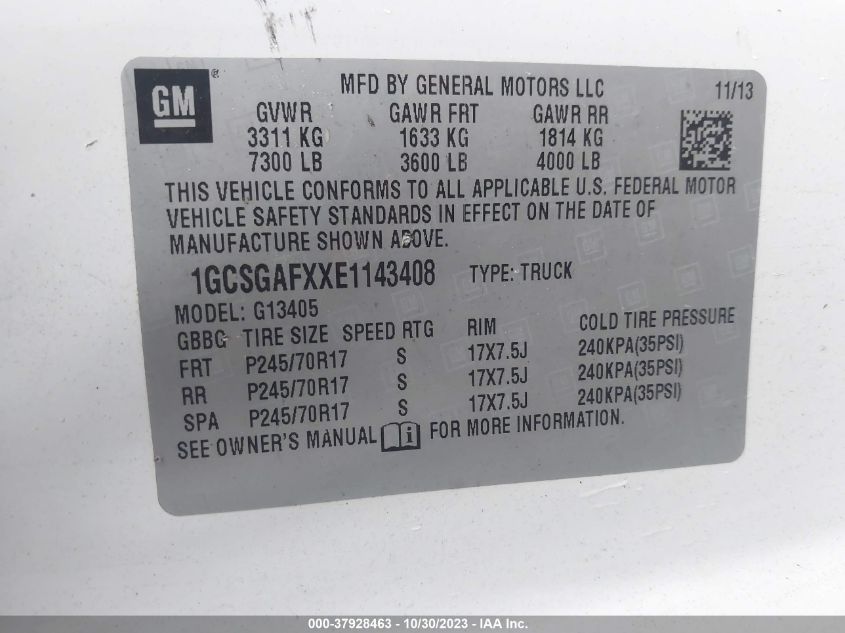 GM ®
MFD BY GENERAL MOTORS LLC 11/13
GVWR GAWR FRT GAWR RR
3311 KG 1633 KG 1814 KG
7300 LB 3600 LB 4000 LB
THIS VEHICLE CONFORMS TO ALL APPLICABLE U.S. FEDERAL MOTOR
VEHICLE SAFETY STANDARDS IN EFFECT ON THE DATE OF
MANUFACTURE SHOWN ABOVE.
1GCSGAFXXE1143408 TYPE: TRUCK
MODEL: G13405
GBBG TIRE SIZE SPEED RTG RIM COLD TIRE PRESSURE
FRT P245/70R17 S 17X7.5J 240KPA(35PSI)
RR P245/70R17 S 17X7.5J 240KPA(35PSI)
SPA P245/70R17 S 17X7.5J 240KPA(35PSI)
SEE OWNER'S MANUAL i FOR MORE INFORMATION.
000-37928463 - 10/30/2023 - IAA Inc.